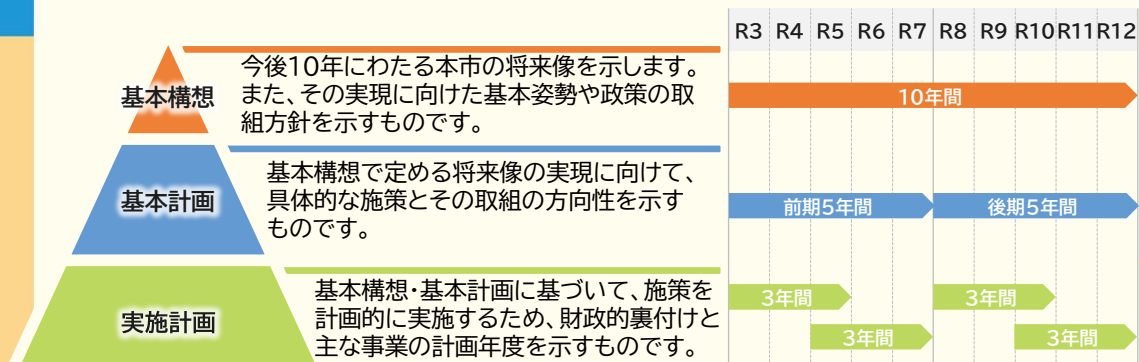 R3 R4 R5 R6 R7 R8 R9 R10 R11 R12
基本構想
今後10年にわたる本市の将来像を示します。
また、その実現に向けた基本姿勢や政策の取
組方針を示すものです。
10年間
基本計画
基本構想で定める将来像の実現に向けて、
具体的な施策とその取組の方向性を示す
ものです。
前期5年間 後期5年間
実施計画
基本構想・基本計画に基づいて、施策を
計画的に実施するため、財政的裏付けと
主な事業の計画年度を示すものです。
3年間 3年間
3年間 3年間